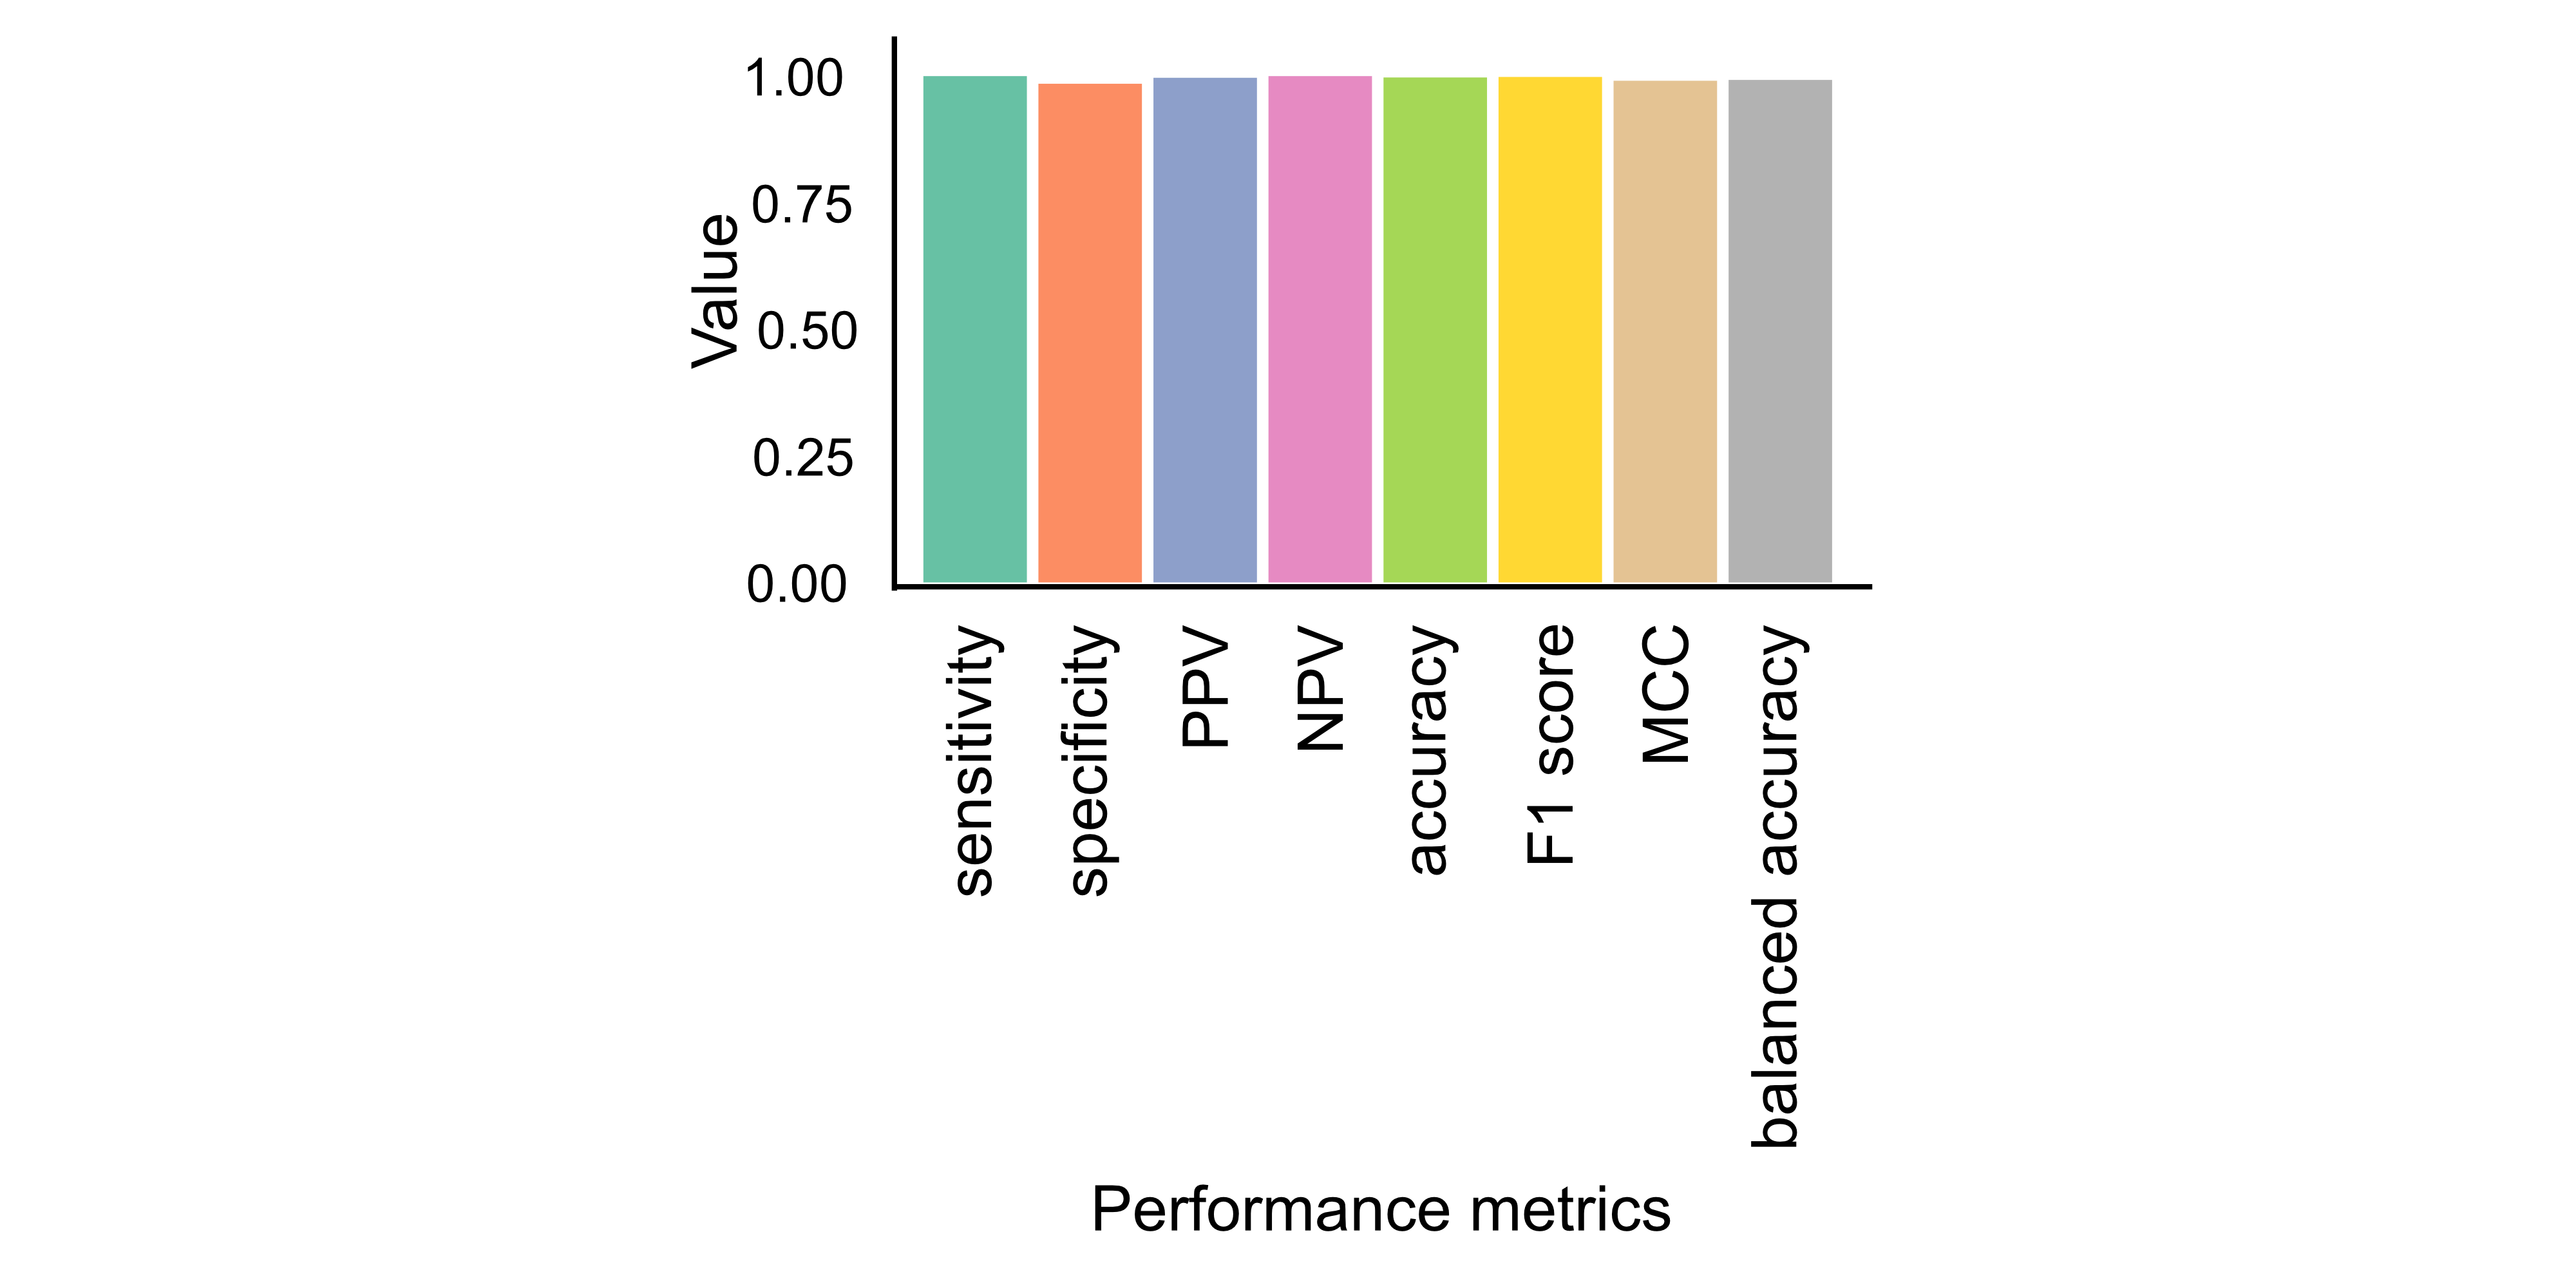 Value
1.00
0.75
0.50
0.25
0.00
sensitivity
specificity
PPV
NPV
accuracy
F1 score
MCC
balanced accuracy
Performance metrics